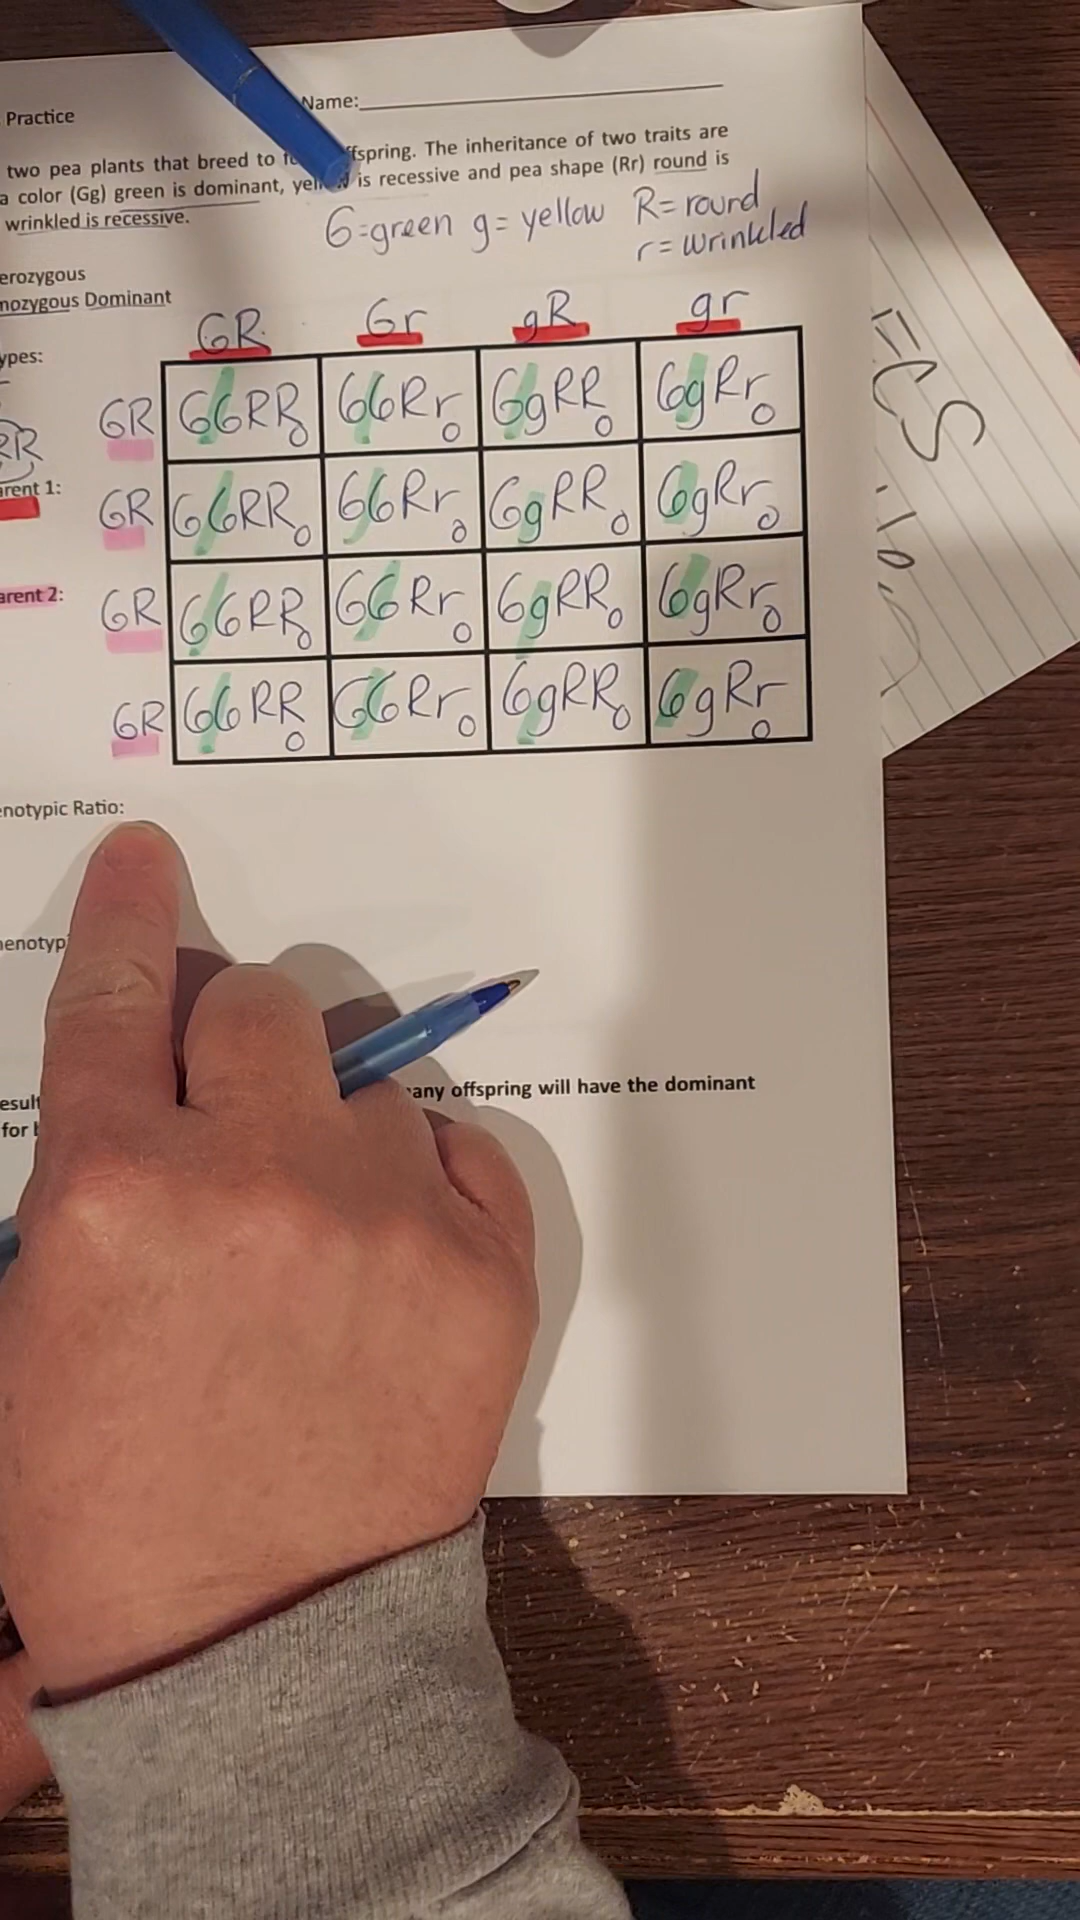 Practice
Name:
two pea plants that breed to ffspring. The inheritance of two traits are
a color (Gg) green is dominant, is recessive and pea shape (Rr) round is
wrinkled is recessive.
G=green g=yellow R=round
r=wrinkled
erozygous
mozygous Dominant
GR Gr gR gr
ypes:
GR GGRR GGRr GgRR GgRr
RR
arent 1:
GR GGRR GGRr GgRR GgRr
arent 2:
GR GGRR GGRr GgRR GgRr
GR GGRR GGRr GgRR GgRr
enotypic Ratio:
henotyp
esult any offspring will have the dominant
for